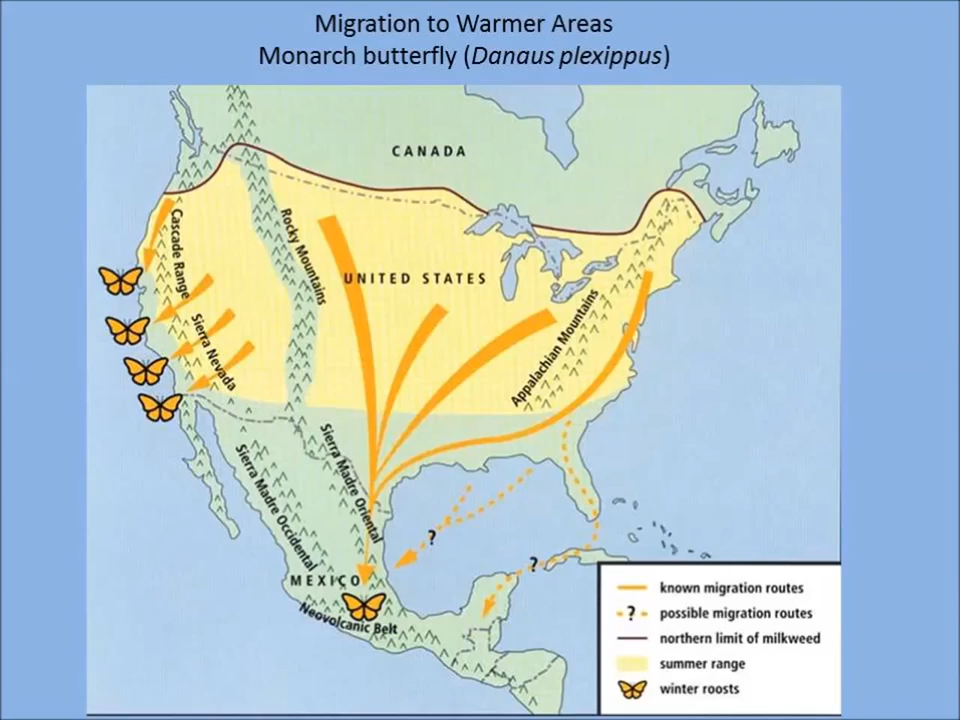 Migration to Warmer Areas
Monarch butterfly (Danaus plexippus)
CANADA
Cascade Range
Rocky Mountains
UNITED STATES
Sierra Nevada
Appalachian Mountains
Sierra Madre Occidental
Sierra Madre Oriental
?
?
MEXICO
Neovolcanic Belt
known migration routes
? possible migration routes
northern limit of milkweed
summer range
winter roosts